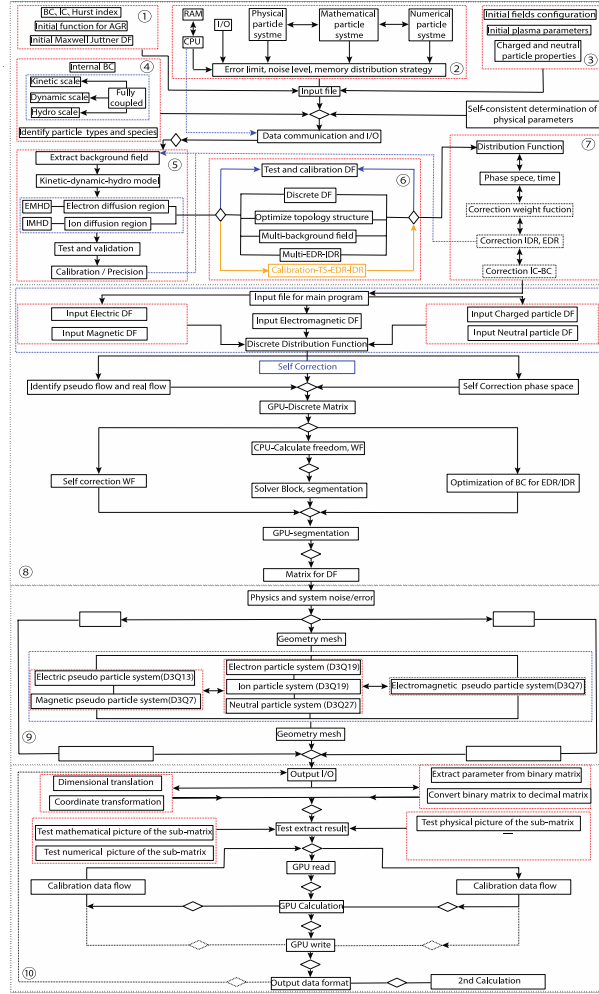 ①
BC, IC, Hurst index
Initial function for AGR
Initial Maxwell Juttner DF
RAM
CPU
I/O
Physical
particle
systme
Mathematical
particle
systme
Numerical
particle
systme
Error limit, noise level, memory distribution strategy
②
Initial fields configuration
Initial plasma parameters
Charged and neutral
particle properties
③
④
Internal BC
Kinetic scale
Dynamic scale
Hydro scale
Fully
coupled
Identify particle types and species
Input file
Self-consistent determination of
physical parameters
Data communication and I/O
Extract background field
⑤
Kinetic-dynamic-hydro model
EMHD
Electron diffusion region
IMHD
Ion diffusion region
Test and validation
Calibration / Precision
Test and calibration DF
⑥
Discrete DF
Optimize topology structure
Multi-background field
Multi-EDR-IDR
Calibration-TS-EDR-IDR
⑦
Distribution Function
Phase spece, time
Correction weight fuction
Correction IDR, EDR
Correction IC-BC
Input file for main program
Input Electric DF
Input Magnetic DF
Input Electromagnetic DF
Discrete Distribution Function
Input Charged particle DF
Input Neutral particle DF
Self Correction
Identify pseudo flow and real flow
Self Correction phase space
GPU-Discrete Matrix
CPU-Calculate freedom, WF
Self correction WF
Solver Block, segmentation
Optimization of BC for EDR/IDR
GPU-segmentation
⑧
Matrix for DF
Physics and system noise/error
Geometry mesh
Electric pseudo particle system(D3Q13)
Magnetic pseudo particle system(D3Q7)
Electron particle system (D3Q19)
Ion particle system (D3Q19)
Neutral particle system (D3Q27)
Electromagnetic pseudo particle system(D3Q7)
Geometry mesh
⑨
Output I/O
Dimensional translation
Coordinate transformation
Extract parameter from binary matrix
Convert binary matrix to decimal matrix
Test mathematical picture of the sub-matrix
Test numerical picture of the sub-matrix
Test extract result
Test physical picture of the sub-matrix
GPU read
Calibration data flow
Calibration data flow
GPU Calculation
GPU write
⑩
Output data format
2nd Calculation